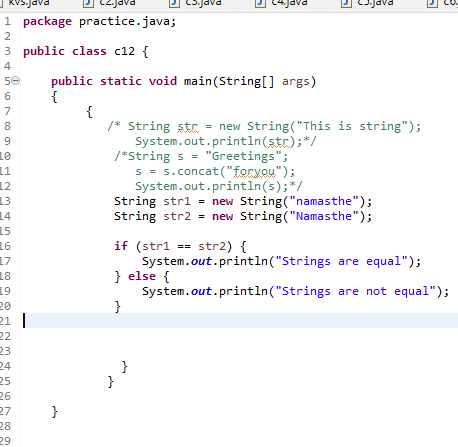 kvs.java c2.java c3.java c4.java c5.java
1 package practice.java;
2
3 public class c12 {
4
5 public static void main(String[] args)
6 {
7 {
8 /* String str = new String("This is string");
9 System.out.println(str);*/
10 /*String s = "Greetings";
11 s = s.concat("foryou");
12 System.out.println(s);*/
13 String str1 = new String("namasthe");
14 String str2 = new String("Namasthe");
15
16 if (str1 == str2) {
17 System.out.println("Strings are equal");
18 } else {
19 System.out.println("Strings are not equal");
20 }
21
22
23
24 }
25 }
26
27 }
28
29